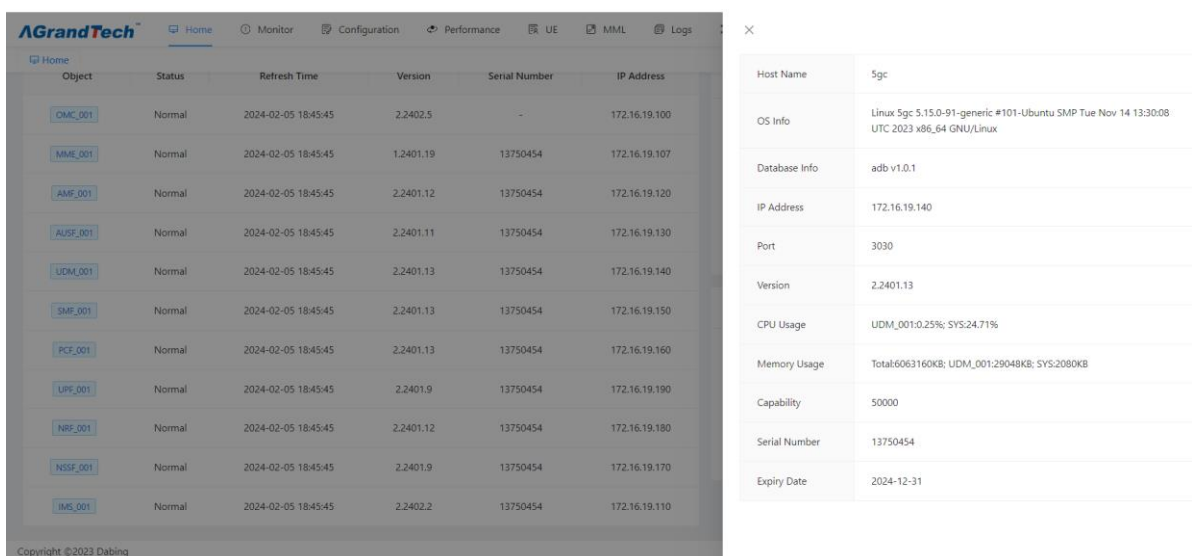 AGrandTech
Home Monitor Configuration Performance UE MML Logs
Home
Object Status Refresh Time Version Serial Number IP Address
OMC_001 Normal 2024-02-05 18:45:45 2.2402.5 - 172.16.19.100
MME_001 Normal 2024-02-05 18:45:45 1.2401.19 13750454 172.16.19.107
AMF_001 Normal 2024-02-05 18:45:45 2.2401.12 13750454 172.16.19.120
AUSF_001 Normal 2024-02-05 18:45:45 2.2401.11 13750454 172.16.19.130
UDM_001 Normal 2024-02-05 18:45:45 2.2401.13 13750454 172.16.19.140
SMF_001 Normal 2024-02-05 18:45:45 2.2401.13 13750454 172.16.19.150
PCF_001 Normal 2024-02-05 18:45:45 2.2401.13 13750454 172.16.19.160
UPF_001 Normal 2024-02-05 18:45:45 2.2401.9 13750454 172.16.19.190
NRF_001 Normal 2024-02-05 18:45:45 2.2401.12 13750454 172.16.19.180
NSSF_001 Normal 2024-02-05 18:45:45 2.2401.9 13750454 172.16.19.170
IMS_001 Normal 2024-02-05 18:45:45 2.2402.2 13750454 172.16.19.110
Copyright ©2023 Dabing
Host Name 5gc
OS Info Linux 5gc 5.15.0-91-generic #101-Ubuntu SMP Tue Nov 14 13:30:08
UTC 2023 x86_64 GNU/Linux
Database Info adb v1.0.1
IP Address 172.16.19.140
Port 3030
Version 2.2401.13
CPU Usage UDM_001:0.25%; SYS:24.71%
Memory Usage Total:6063160KB; UDM_001:29048KB; SYS:2080KB
Capability 50000
Serial Number 13750454
Expiry Date 2024-12-31